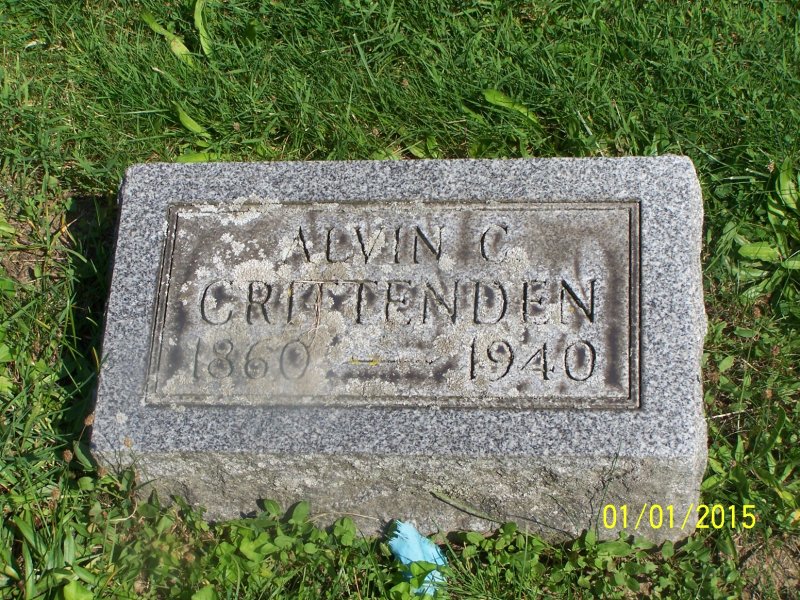 ALVIN C
CRITTENDEN
1860 — 1940
01/01/2015